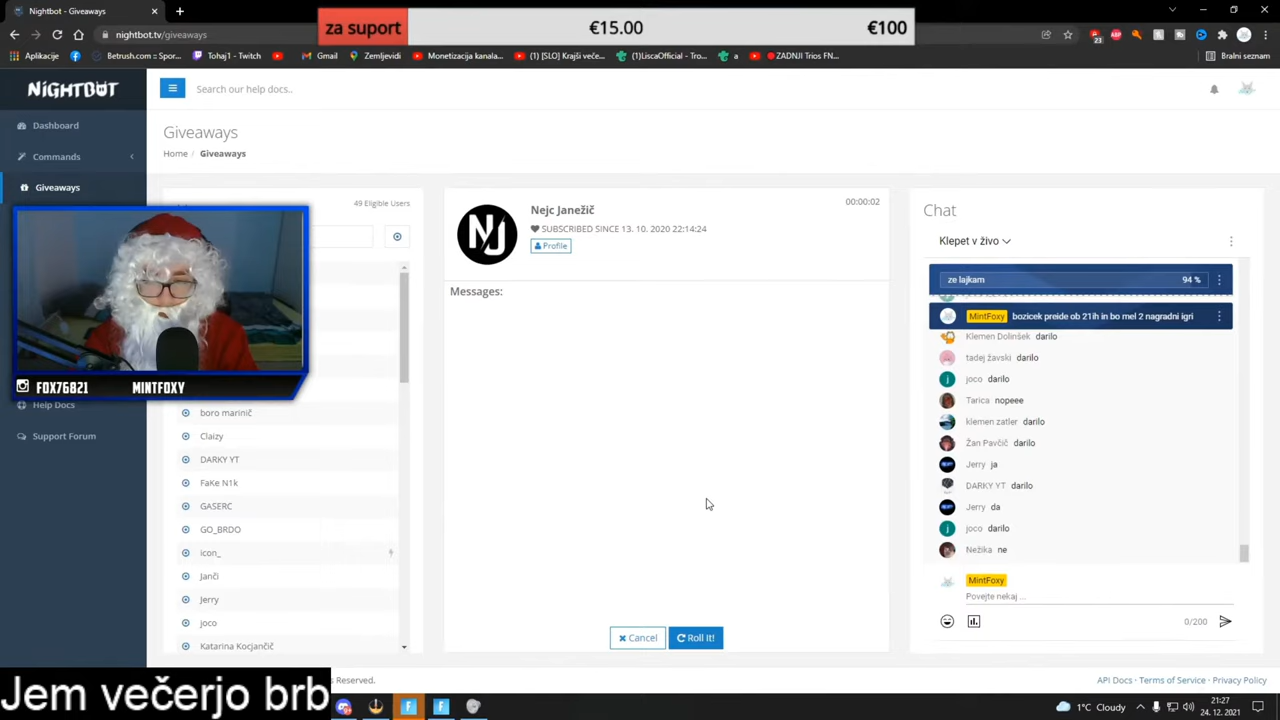 Nightbot - Giveaways
za suport
€15.00
€100
nightbot.tv/giveaways
23
Aplikacije
Betrush.com - Spor...
Tohaj1 - Twitch
Gmail
Zemljevidi
Monetizacija kanala...
(1) [SLO] Krajši veče...
(1)LiscaOfficial - Tro...
a
ZADNJI Trios FN...
Bralni seznam
NiGHTBOT
Search our help docs..
Dashboard
Giveaways
Commands
Home / Giveaways
Giveaways
49 Eligible Users
Nejc Janežič
00:00:02
SUBSCRIBED SINCE 13. 10. 2020 22:14:24
Profile
Messages:
NJ
Chat
Klepet v živo
ze lajkam
94 %
MintFoxy bozicek preide ob 21ih in bo mel 2 nagradni igri
Klemen Dolinšek darilo
tadej žavski darilo
joco darilo
Tarica nopeee
klemen zatler darilo
Žan Pavčič darilo
Jerry ja
DARKY YT darilo
Jerry da
joco darilo
Nežika ne
MintFoxy
Povejte nekaj ...
0/200
FOX76821
MINTFOXY
Help Docs
Support Forum
boro marinič
Claizy
DARKY YT
FaKe N1k
GASERC
GO_BRDO
icon_
Janči
Jerry
joco
Katarina Kocjančič
Cancel
Roll It!
s Reserved.
API Docs · Terms of Service · Privacy Policy
Jem večerjo brb
1°C Cloudy
21:27
24. 12. 2021